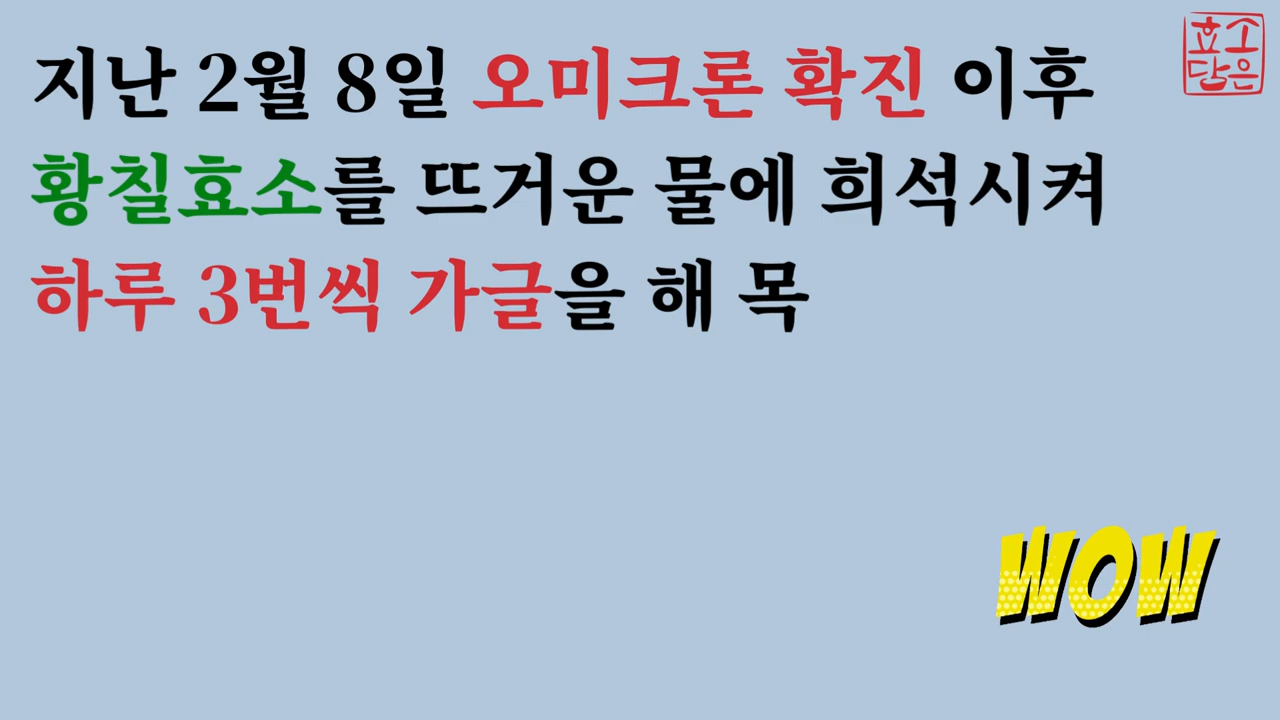 지난 2월 8일 오미크론 확진 이후
황칠효소를 뜨거운 물에 희석시켜
하루 3번씩 가글을 해 목
효소
담은
WOW